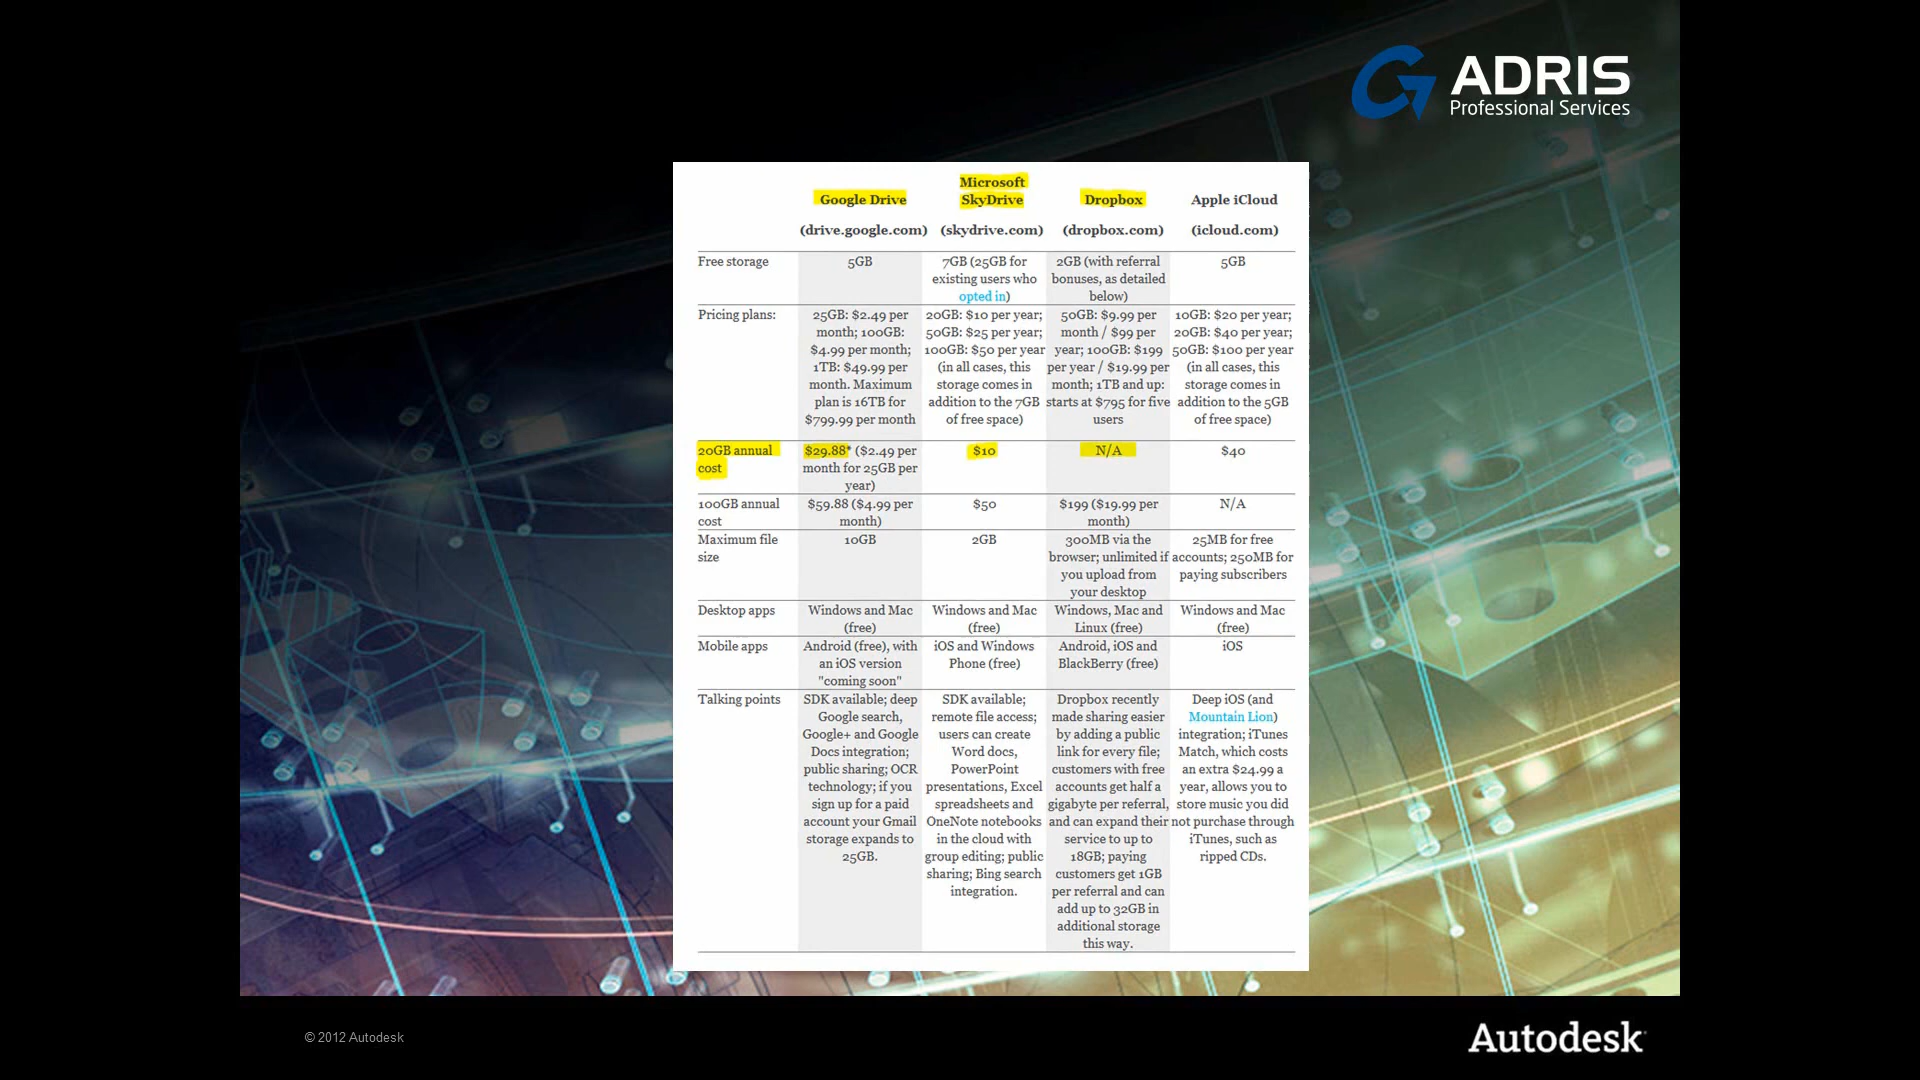 ADRIS
Professional Services
Google Drive
(drive.google.com)
Microsoft
SkyDrive
(skydrive.com)
Dropbox
(dropbox.com)
Apple iCloud
(icloud.com)
Free storage
5GB
7GB (25GB for
existing users who
opted in)
2GB (with referral
bonuses, as detailed
below)
5GB
Pricing plans:
25GB: $2.49 per
month; 100GB:
$4.99 per month;
1TB: $49.99 per
month. Maximum
plan is 16TB for
$799.99 per month
20GB: $10 per year;
50GB: $25 per year;
100GB: $50 per year
(in all cases, this
storage comes in
addition to the 7GB
of free space)
50GB: $9.99 per
month / $99 per
year; 100GB: $199
per year / $19.99 per
month; 1TB and up:
starts at $795 for five
users
10GB: $20 per year;
20GB: $40 per year;
50GB: $100 per year
(in all cases, this
storage comes in
addition to the 5GB
of free space)
20GB annual
cost
$29.88* ($2.49 per
month for 25GB per
year)
$10
N/A
$40
100GB annual
cost
$59.88 ($4.99 per
month)
$50
$199 ($19.99 per
month)
N/A
Maximum file
size
10GB
2GB
300MB via the
browser; unlimited if
you upload from
your desktop
25MB for free
accounts; 250MB for
paying subscribers
Desktop apps
Windows and Mac
(free)
Windows and Mac
(free)
Windows, Mac and
Linux (free)
Windows and Mac
(free)
Mobile apps
Android (free), with
an iOS version
"coming soon"
iOS and Windows
Phone (free)
Android, iOS and
BlackBerry (free)
iOS
Talking points
SDK available; deep
Google search,
Google+ and Google
Docs integration;
public sharing; OCR
technology; if you
sign up for a paid
account your Gmail
storage expands to
25GB.
SDK available;
remote file access;
users can create
Word docs,
PowerPoint
presentations, Excel
spreadsheets and
OneNote notebooks
in the cloud with
group editing; public
sharing; Bing search
integration.
Dropbox recently
made sharing easier
by adding a public
link for every file;
customers with free
accounts get half a
gigabyte per referral,
and can expand their
service to up to
18GB; paying
customers get 1GB
per referral and can
add up to 32GB in
additional storage
this way.
Deep iOS (and
Mountain Lion)
integration; iTunes
Match, which costs
an extra $24.99 a
year, allows you to
store music you did
not purchase through
iTunes, such as
ripped CDs.
© 2012 Autodesk
Autodesk